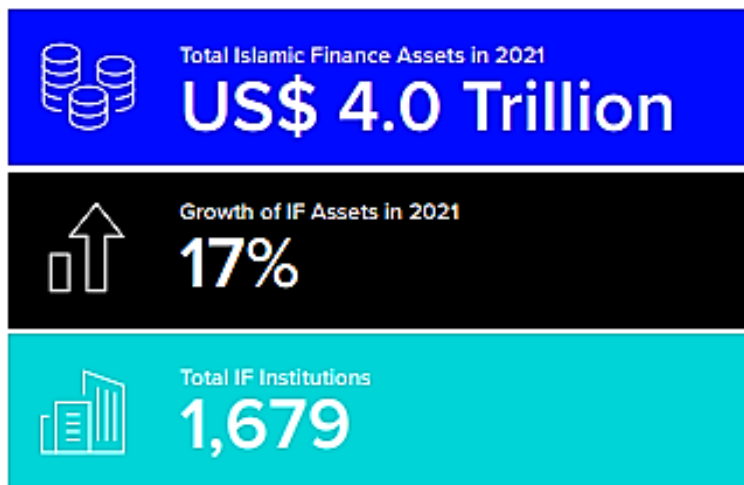 Total Islamic Finance Assets in 2021
US$ 4.0 Trillion
Growth of IF Assets in 2021
17%
Total IF Institutions
1,679